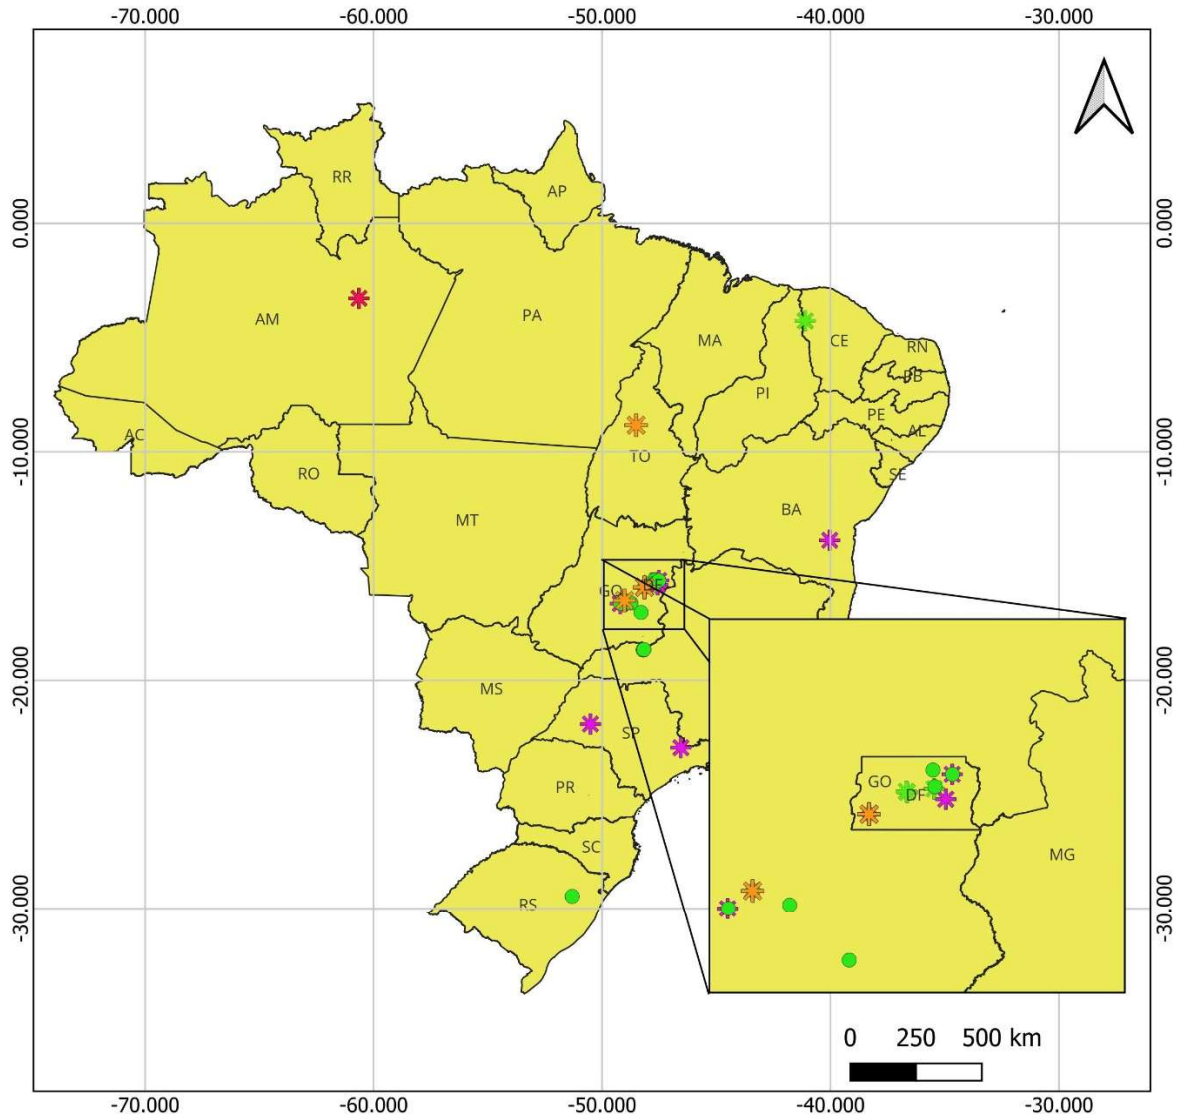 -70.000 -60.000 -50.000 -40.000 -30.000
RR
AP
0.000 0.000
AM PA MA CE RN
PB
PI
PE
AL
AC TO
-10.000 -10.000
RO SE
BA
MT
GO DF
-20.000 -20.000
MS
SP
GO DF
PR
MG
SC
RS
-30.000 -30.000
0 250 500 km
-70.000 -60.000 -50.000 -40.000 -30.000